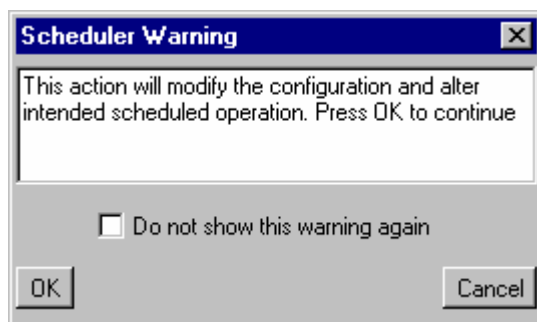 Scheduler Warning
This action will modify the configuration and alter
intended scheduled operation. Press OK to continue
Do not show this warning again
OK
Cancel